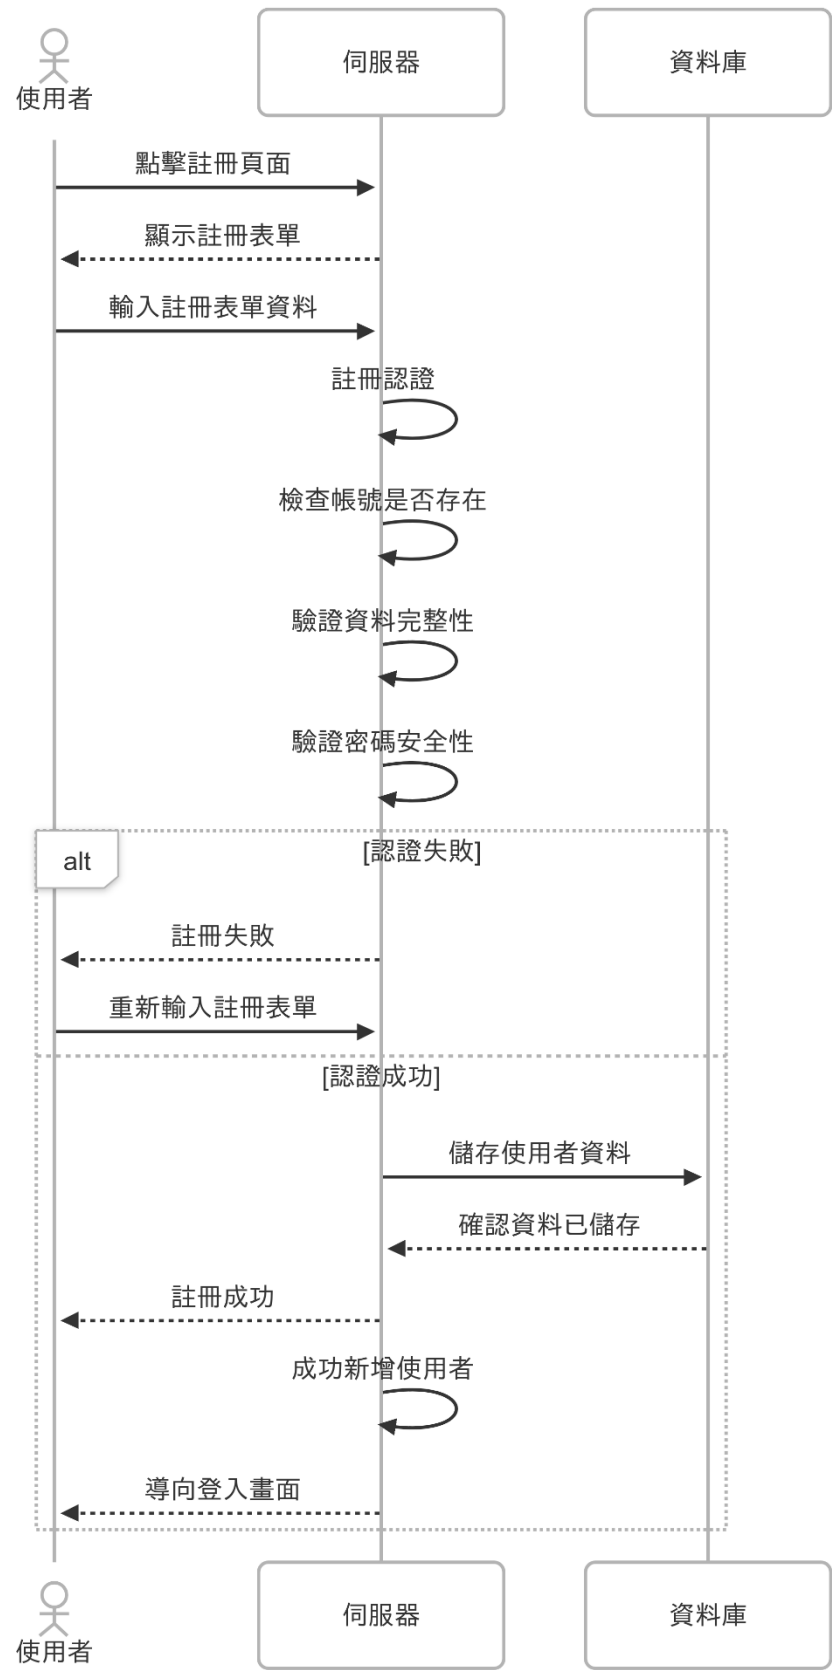 使用者
伺服器
資料庫
點擊註冊頁面
顯示註冊表單
輸入註冊表單資料
註冊認證
檢查帳號是否存在
驗證資料完整性
驗證密碼安全性
alt
[認證失敗]
註冊失敗
重新輸入註冊表單
[認證成功]
儲存使用者資料
確認資料已儲存
註冊成功
成功新增使用者
導向登入畫面
使用者
伺服器
資料庫